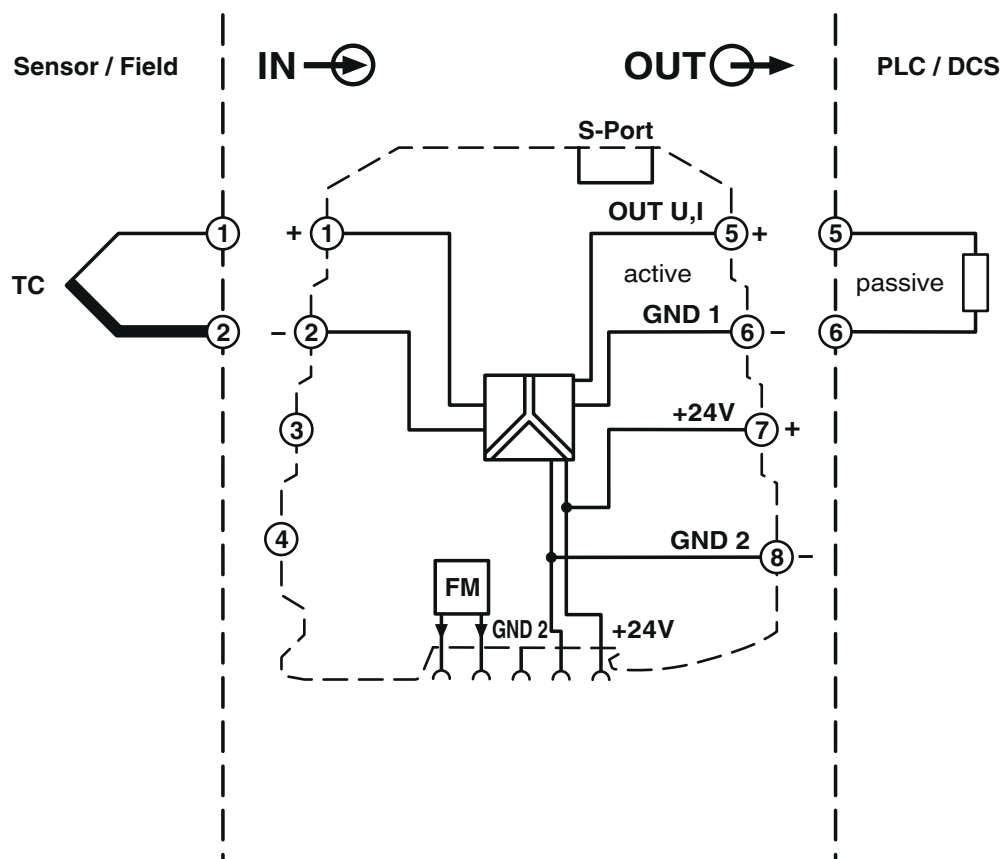 Sensor / Field
IN
OUT
PLC / DCS
S-Port
OUT U,I
1
+ 1
5 +
5
TC
active
passive
GND 1
2
– 2
6 –
6
+24V
3
7 +
4
GND 2
8 –
FM
GND 2
+24V